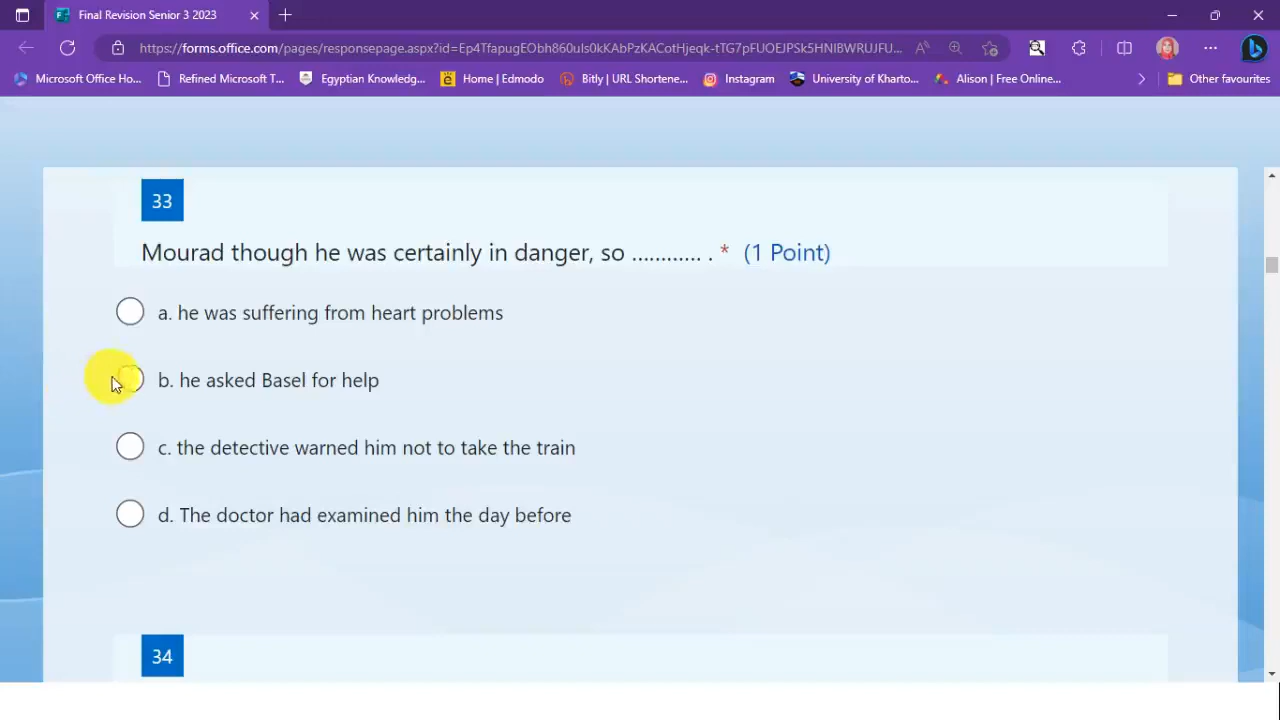 Final Revision Senior 3 2023
https://forms.office.com/pages/responsepage.aspx?id=Ep4TfapugEObh860uls0kKAbPzKACotHjeqk-tTG7pFUOEJPSk5HNlBWRUJFU...
Microsoft Office Ho... Refined Microsoft T... Egyptian Knowledg... Home | Edmodo Bitly | URL Shortene... Instagram University of Kharto... Alison | Free Online... Other favourites
33
Mourad though he was certainly in danger, so ............ . * (1 Point)
a. he was suffering from heart problems
b. he asked Basel for help
c. the detective warned him not to take the train
d. The doctor had examined him the day before
34